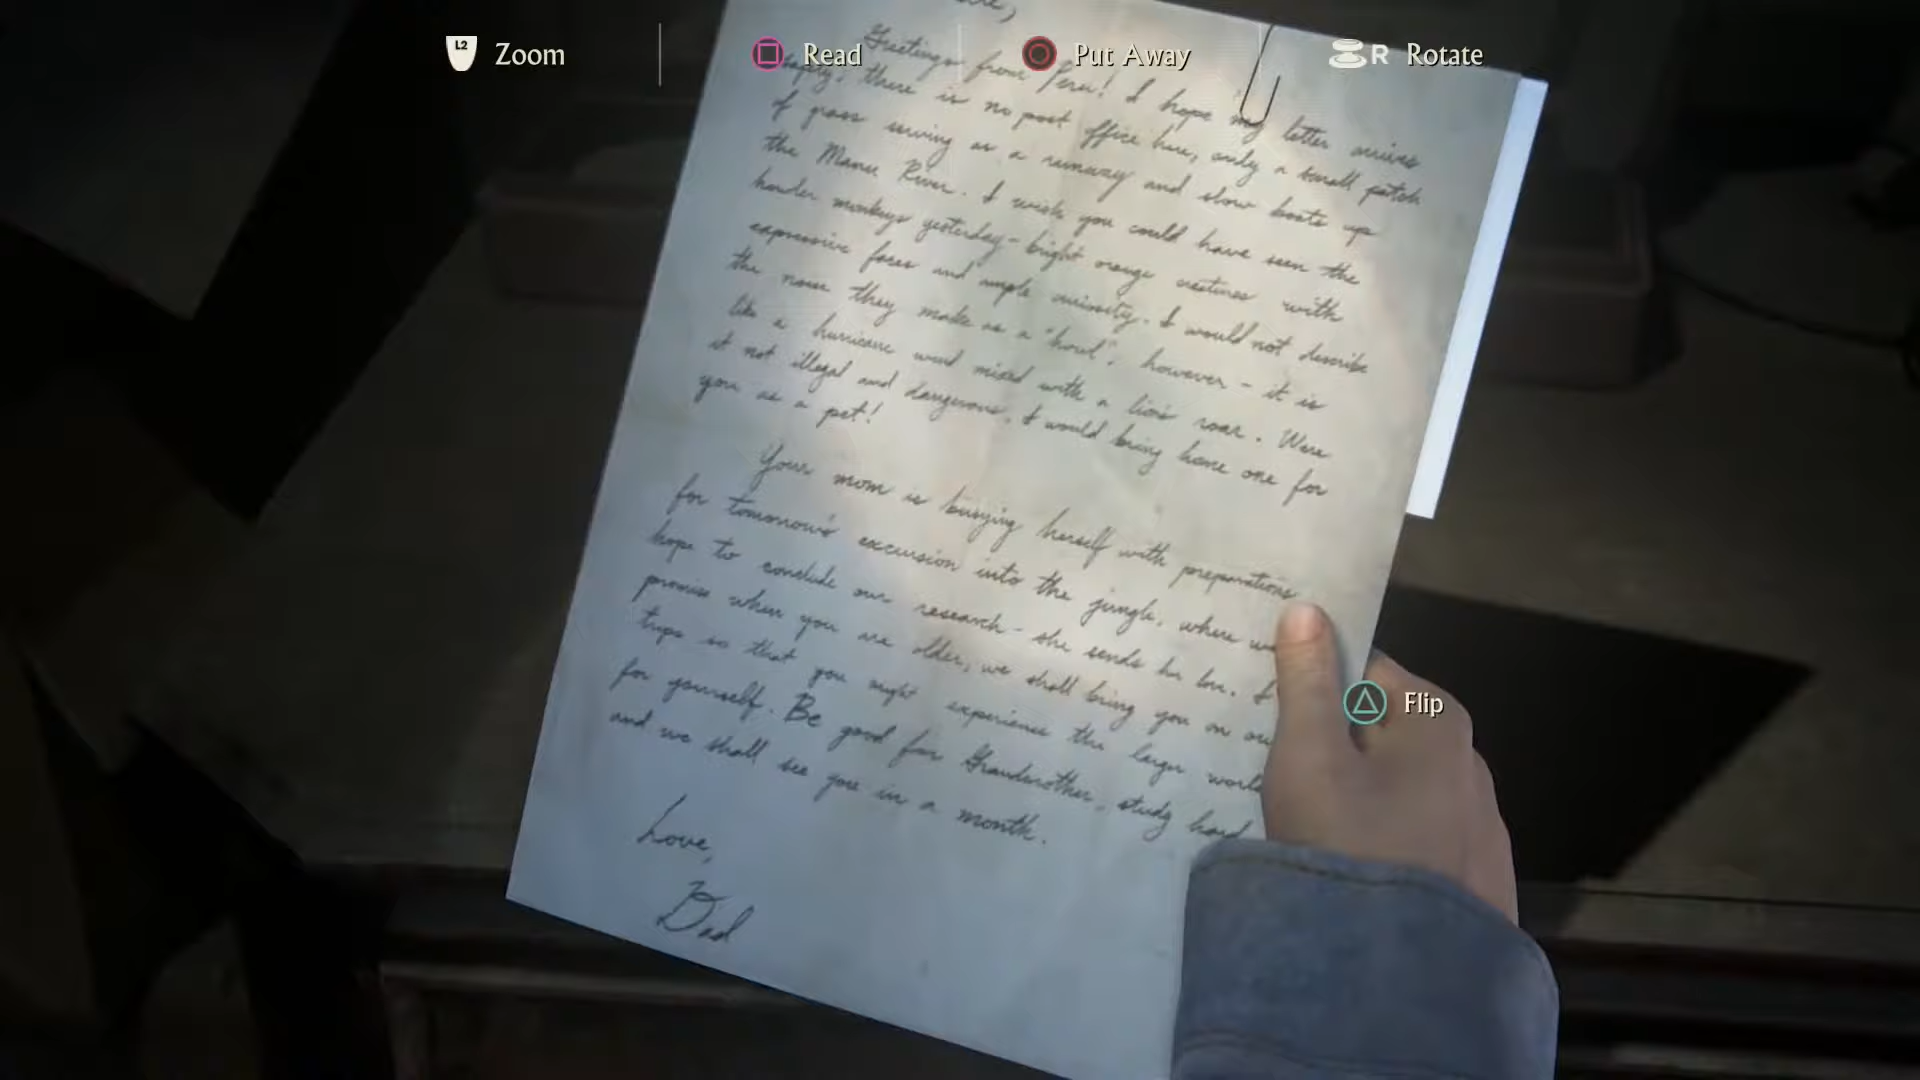 L2 Zoom
Read
Put Away
R Rotate
Greetings from Peru! I hope my letter arrives
safely, there is no post office here, only a small patch
of grass serving as a runway and slow boats up
the Manu River. I wish you could have seen the
howler monkeys yesterday - bright orange creatures with
expressive faces and ample curiosity. I would not describe
the noise they make as a "howl", however - it is
like a hurricane wind mixed with a lion's roar. Were
it not illegal and dangerous, I would bring home one for
you as a pet!
Your mom is busying herself with preparations
for tomorrow's excursion into the jungle, where we
hope to conclude our research - she sends her love. I
promise when you are older, we shall bring you on our
trips so that you might experience the larger world
for yourself. Be good for Grandmother, study hard
and we shall see you in a month.
Love,
Dad
Flip